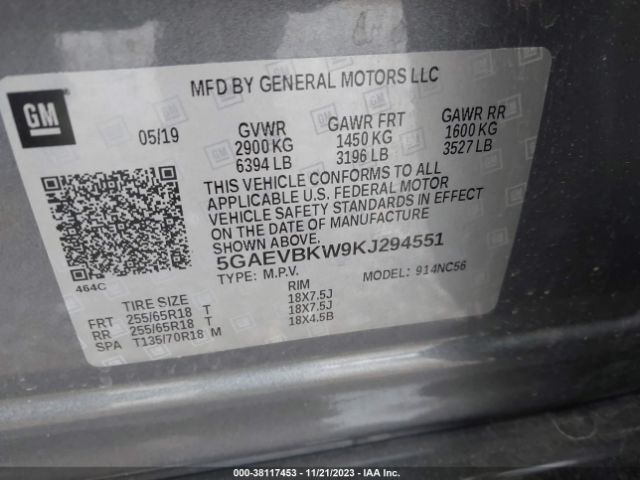 MFD BY GENERAL MOTORS LLC
GM
05/19 GVWR GAWR FRT GAWR RR
2900 KG 1450 KG 1600 KG
6394 LB 3196 LB 3527 LB
THIS VEHICLE CONFORMS TO ALL
APPLICABLE U.S. FEDERAL MOTOR
VEHICLE SAFETY STANDARDS IN EFFECT
ON THE DATE OF MANUFACTURE
SHOWN ABOVE.
5GAEVBKW9KJ294551
464C
TYPE: M.P.V. MODEL: 914NC56
TIRE SIZE RIM
FRT 255/65R18 T 18X7.5J
RR 255/65R18 T 18X7.5J
SPA T135/70R18 M 18X4.5B
000-38117453 - 11/21/2023 - IAA Inc.